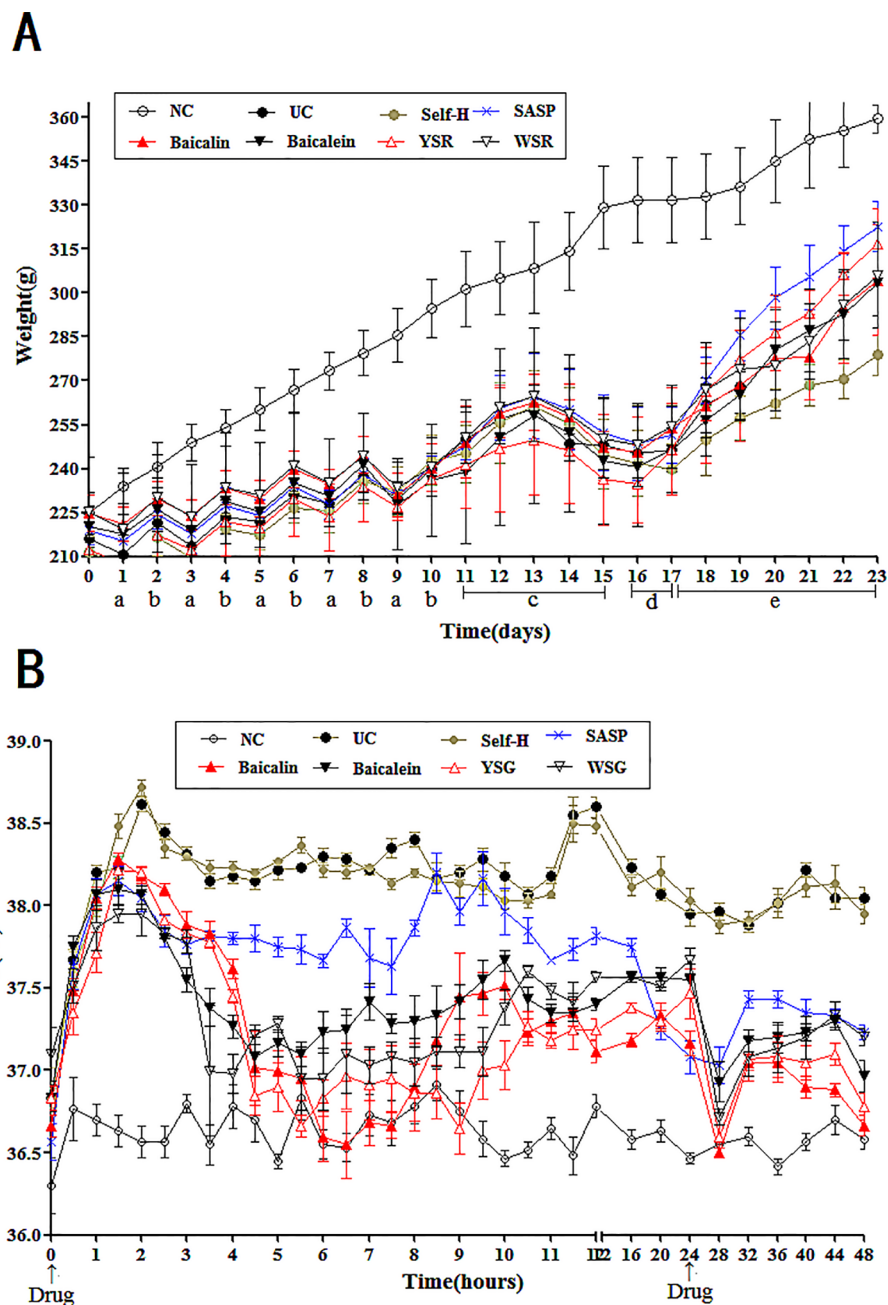 A
NC UC Self-H SASP
Baicalin Baicalein YSR WSR
Weight(g)
360
345
330
315
300
285
270
255
240
225
210
0 1 2 3 4 5 6 7 8 9 10 11 12 13 14 15 16 17 18 19 20 21 22 23
a b a b a b a b a b c d e
Time(days)
B
NC UC Self-H SASP
Baicalin Baicalein YSG WSG
39.0
38.5
38.0
37.5
37.0
36.5
36.0
0 1 2 3 4 5 6 7 8 9 10 11 12 16 20 24 28 32 36 40 44 48
Time(hours)
Drug Drug